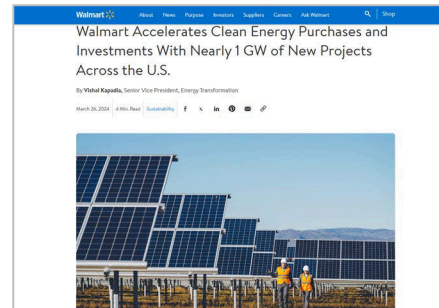 Walmart
About
News
Purpose
Investors
Suppliers
Careers
Ask Walmart
Shop
Walmart Accelerates Clean Energy Purchases and
Investments With Nearly 1 GW of New Projects
Across the U.S.
By Vishal Kapadia, Senior Vice President, Energy Transformation
March 26, 2024
4 Min. Read
Sustainability